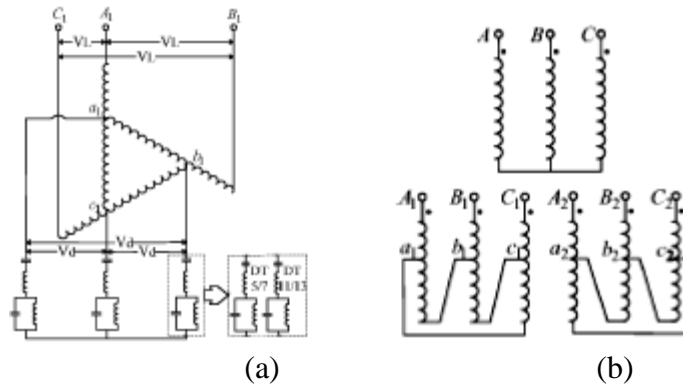 C1 A1 B1
VL VL
VL
a1
b1
c1
Vd
Vd Vd
DT DT
5/7 11/13
(a)
A B C
A1 B1 C1 A2 B2 C2
a1 b1 c1 a2 b2 c2
(b)